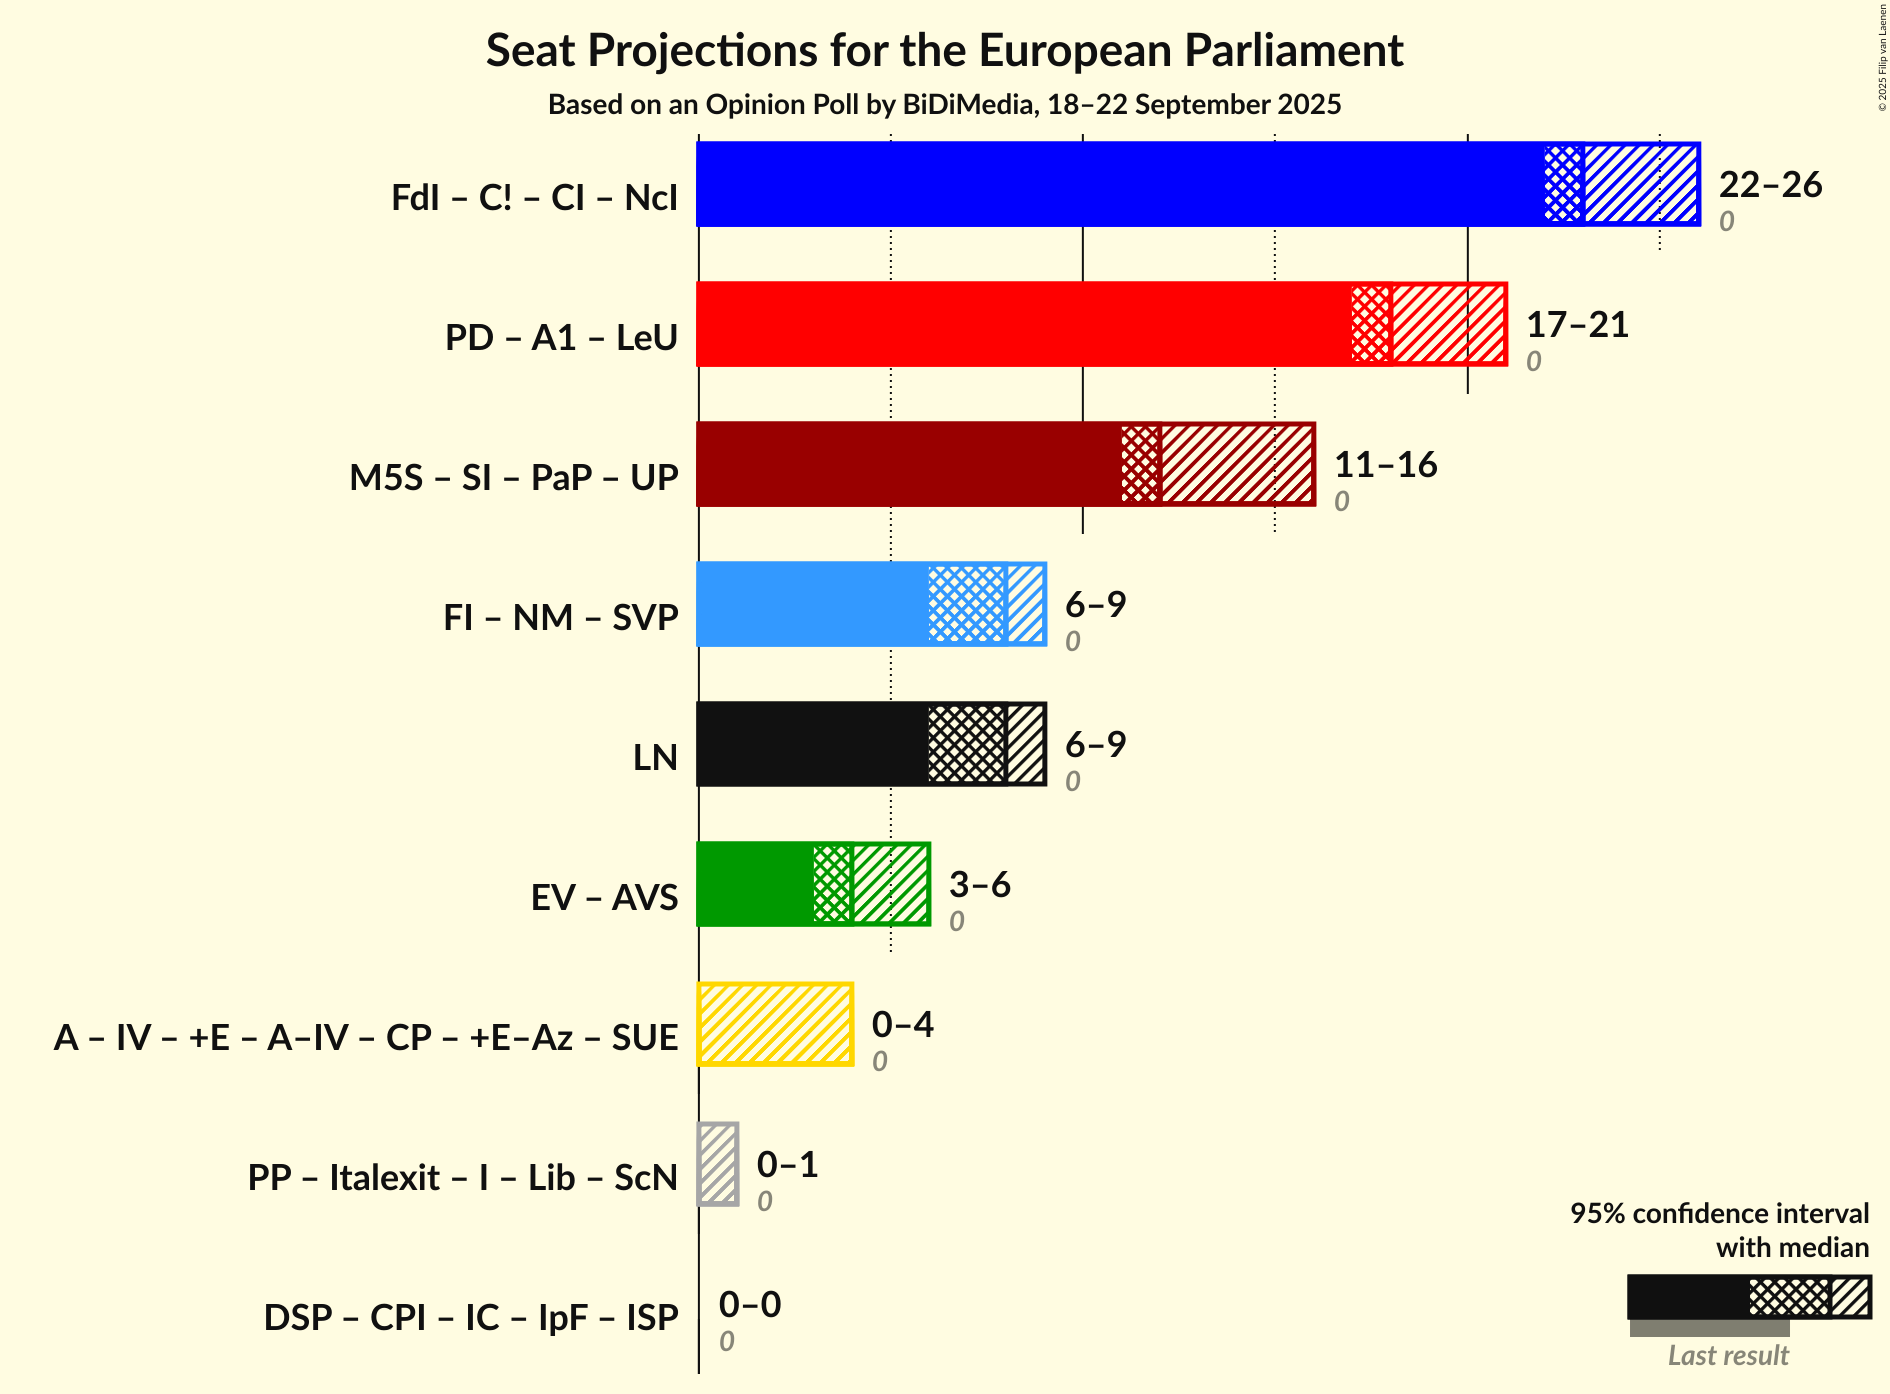 Seat Projections for the European Parliament
Based on an Opinion Poll by BiDiMedia, 18–22 September 2025
© 2025 Filip van Laenen
FdI – C! – CI – NcI
22–26
0
PD – A1 – LeU
17–21
0
M5S – SI – PaP – UP
11–16
0
FI – NM – SVP
6–9
0
LN
6–9
0
EV – AVS
3–6
0
A – IV – +E – A–IV – CP – +E–Az – SUE
0–4
0
PP – Italexit – I – Lib – ScN
0–1
0
DSP – CPI – IC – IpF – ISP
0–0
0
95% confidence interval
with median
Last result